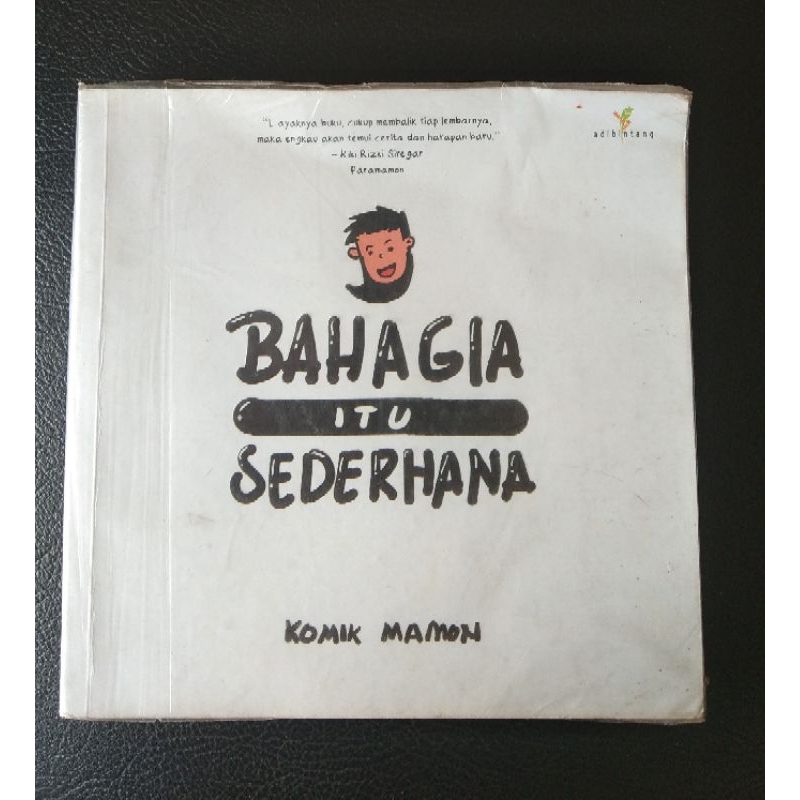 "Layaknya buku, cukup membalik tiap lembarnya,
maka engkau akan temui cerita dan harapan baru."
- Kiki Rizki Siregar
Paramamon
adibintang
BAHAGIA
ITU
SEDERHANA
KOMIK MAMON